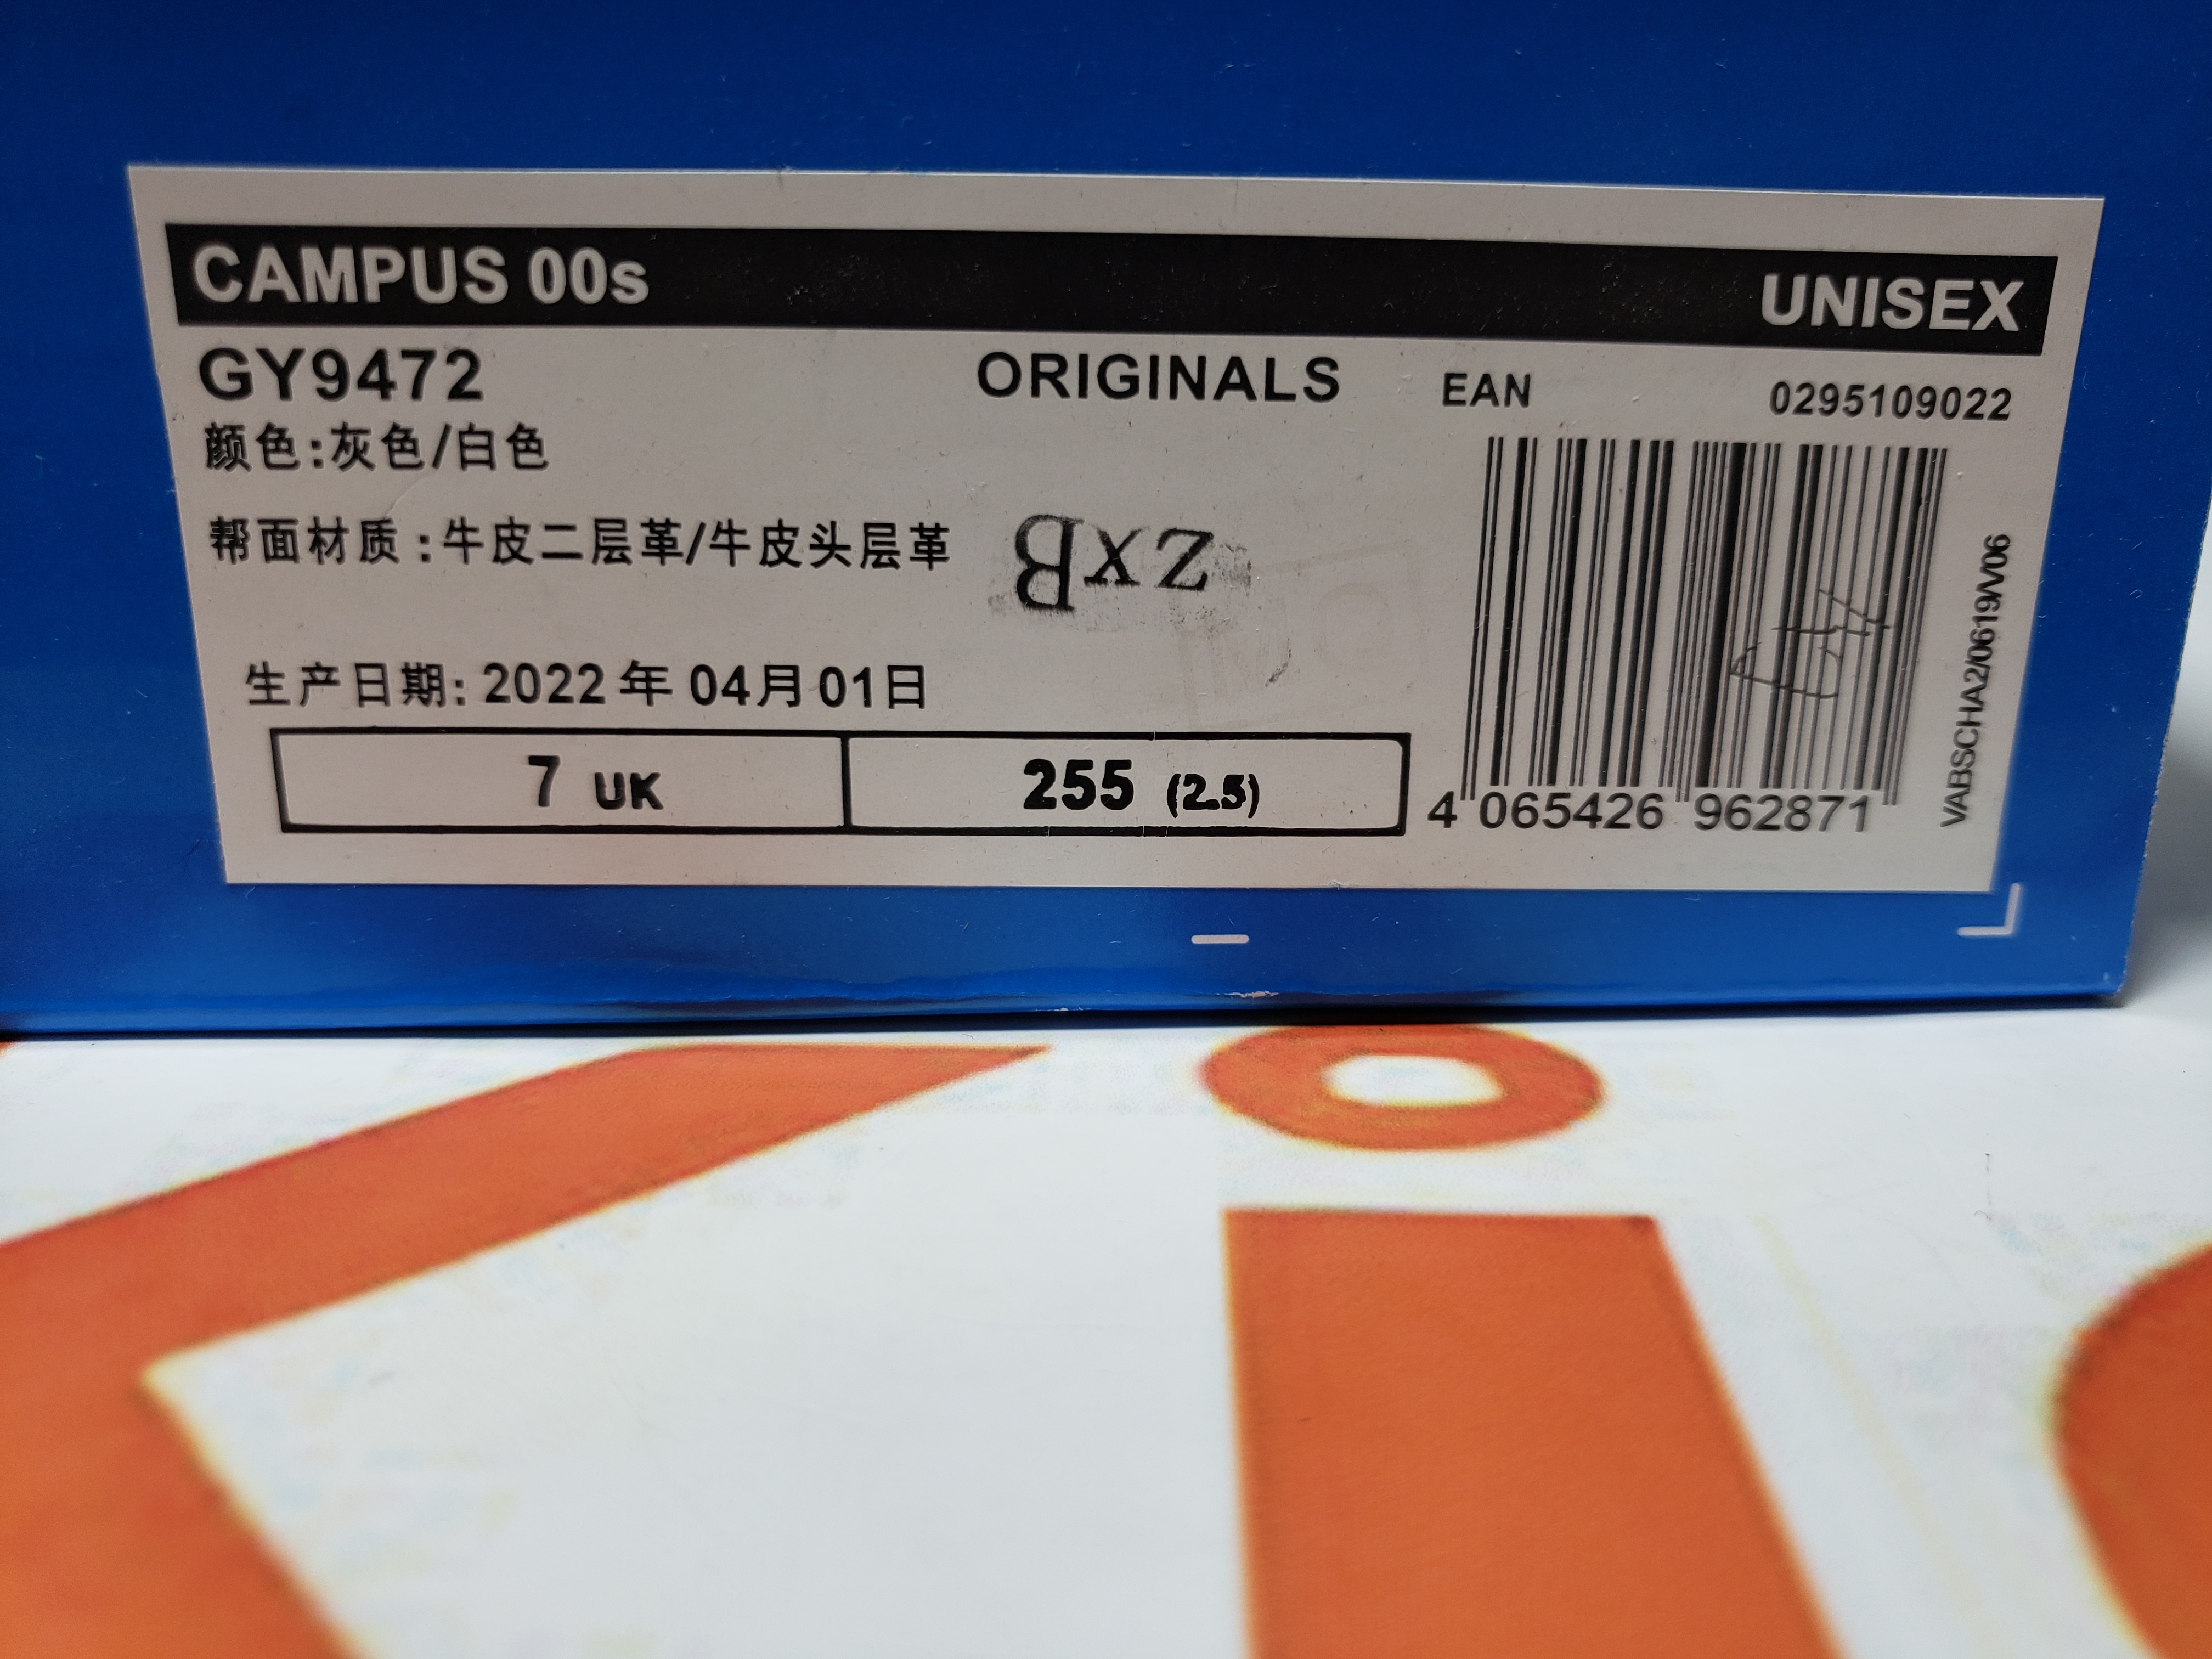 CAMPUS 00s UNISEX
GY9472 ORIGINALS EAN 0295109022
颜色:灰色/白色
帮面材质:牛皮二层革/牛皮头层革
ZxB
生产日期: 2022年04月01日
7 UK 255 (2.5)
4 065426 962871
VABSCHA2/0619/V06